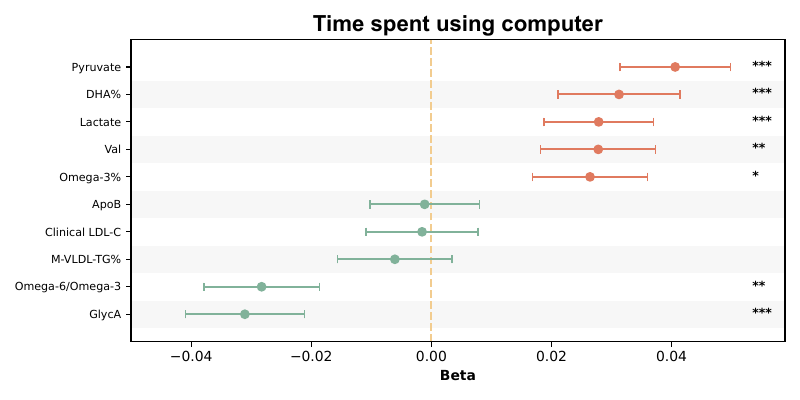 Time spent using computer
Pyruvate ***
DHA% ***
Lactate ***
Val **
Omega-3% *
ApoB
Clinical LDL-C
M-VLDL-TG%
Omega-6/Omega-3 **
GlycA ***
−0.04 −0.02 0.00 0.02 0.04
Beta